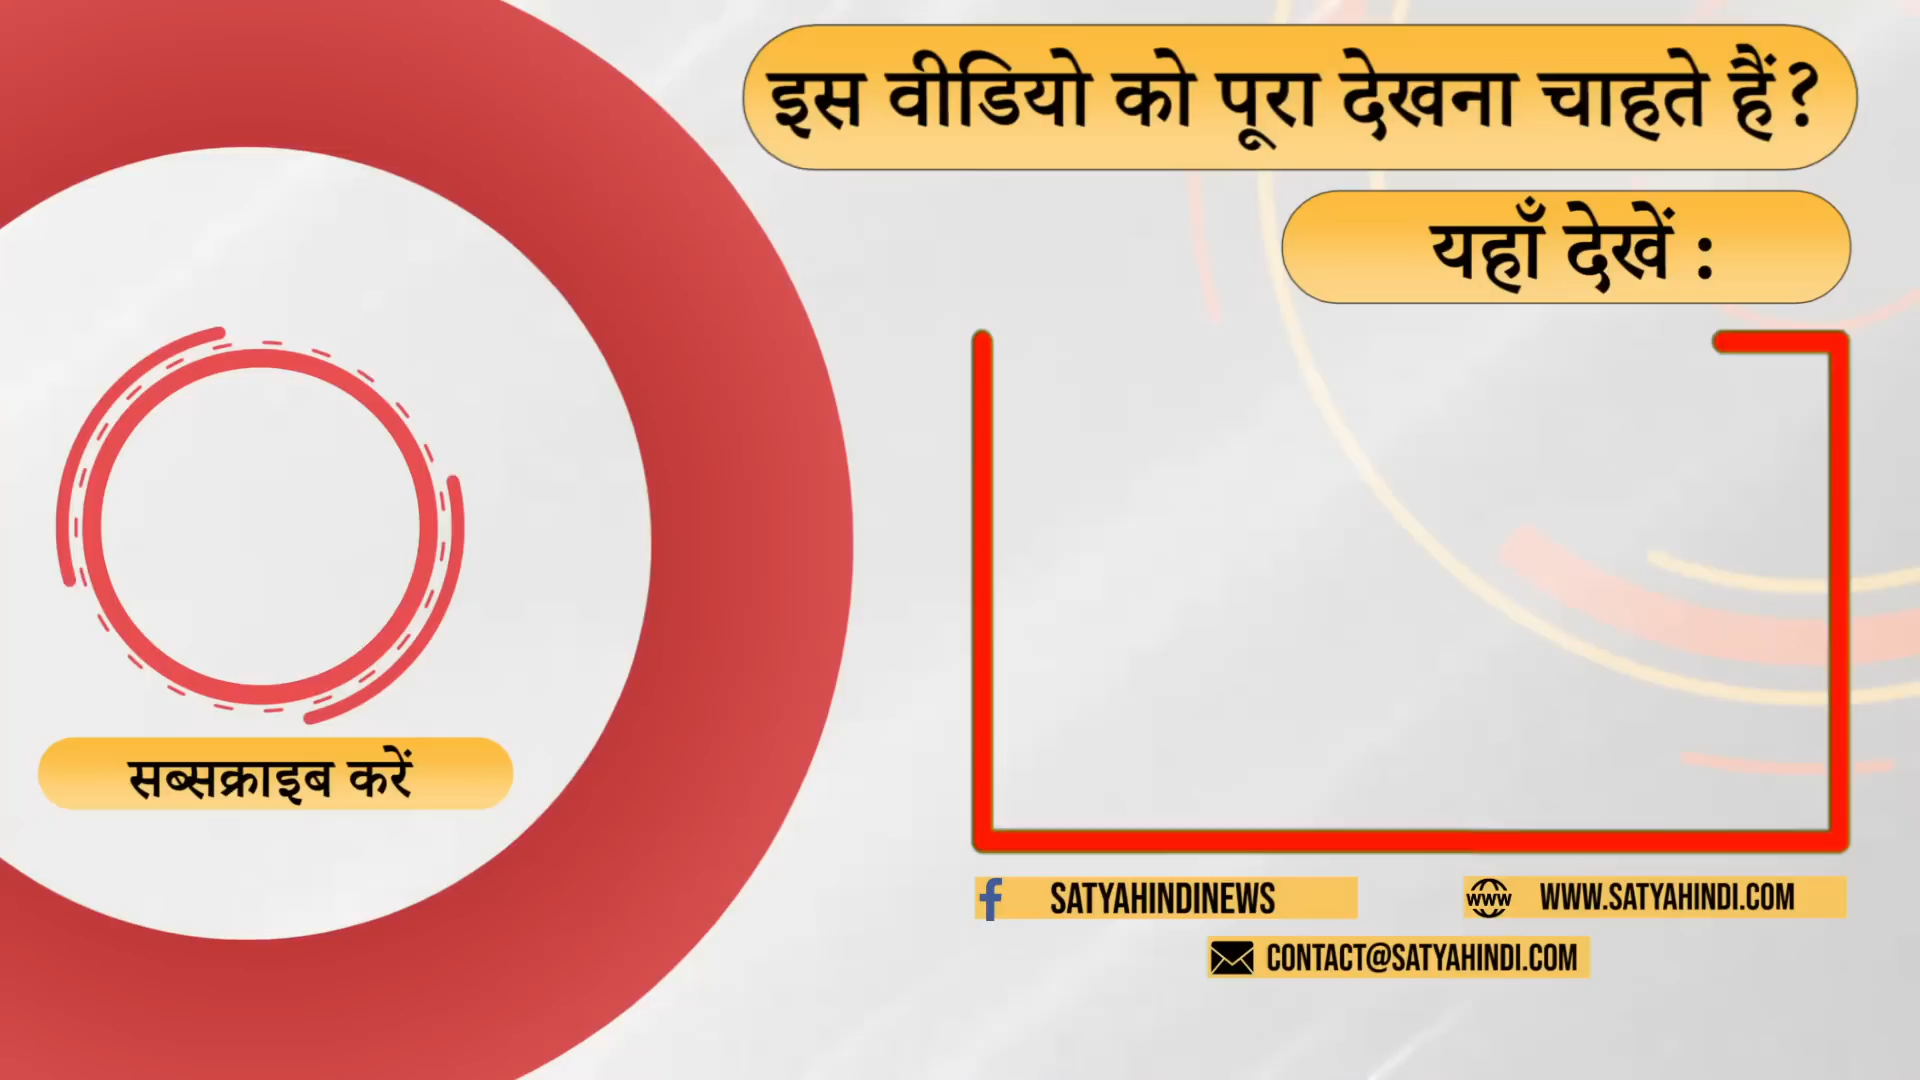 इस वीडियो को पूरा देखना चाहते हैं?
यहाँ देखें :
सब्सक्राइब करें
SATYAHINDINEWS
WWW WWW.SATYAHINDI.COM
CONTACT@SATYAHINDI.COM